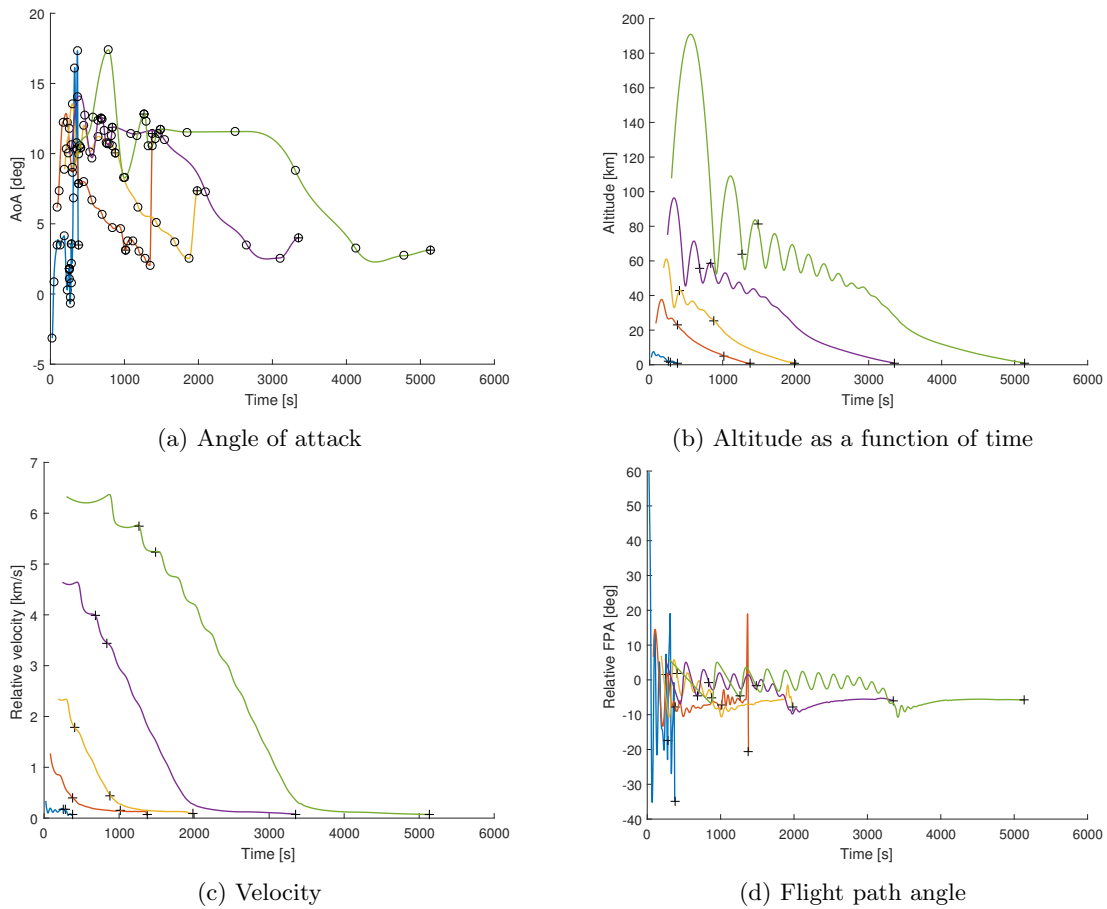 20
15
10
5
0
-5
AoA [deg]
0 1000 2000 3000 4000 5000 6000
Time [s]
(a) Angle of attack
200
180
160
140
120
100
80
60
40
20
0
Altitude [km]
0 1000 2000 3000 4000 5000 6000
Time [s]
(b) Altitude as a function of time
7
6
5
4
3
2
1
0
Relative velocity [km/s]
0 1000 2000 3000 4000 5000 6000
Time [s]
(c) Velocity
60
50
40
30
20
10
0
-10
-20
-30
-40
Relative FPA [deg]
0 1000 2000 3000 4000 5000 6000
Time [s]
(d) Flight path angle